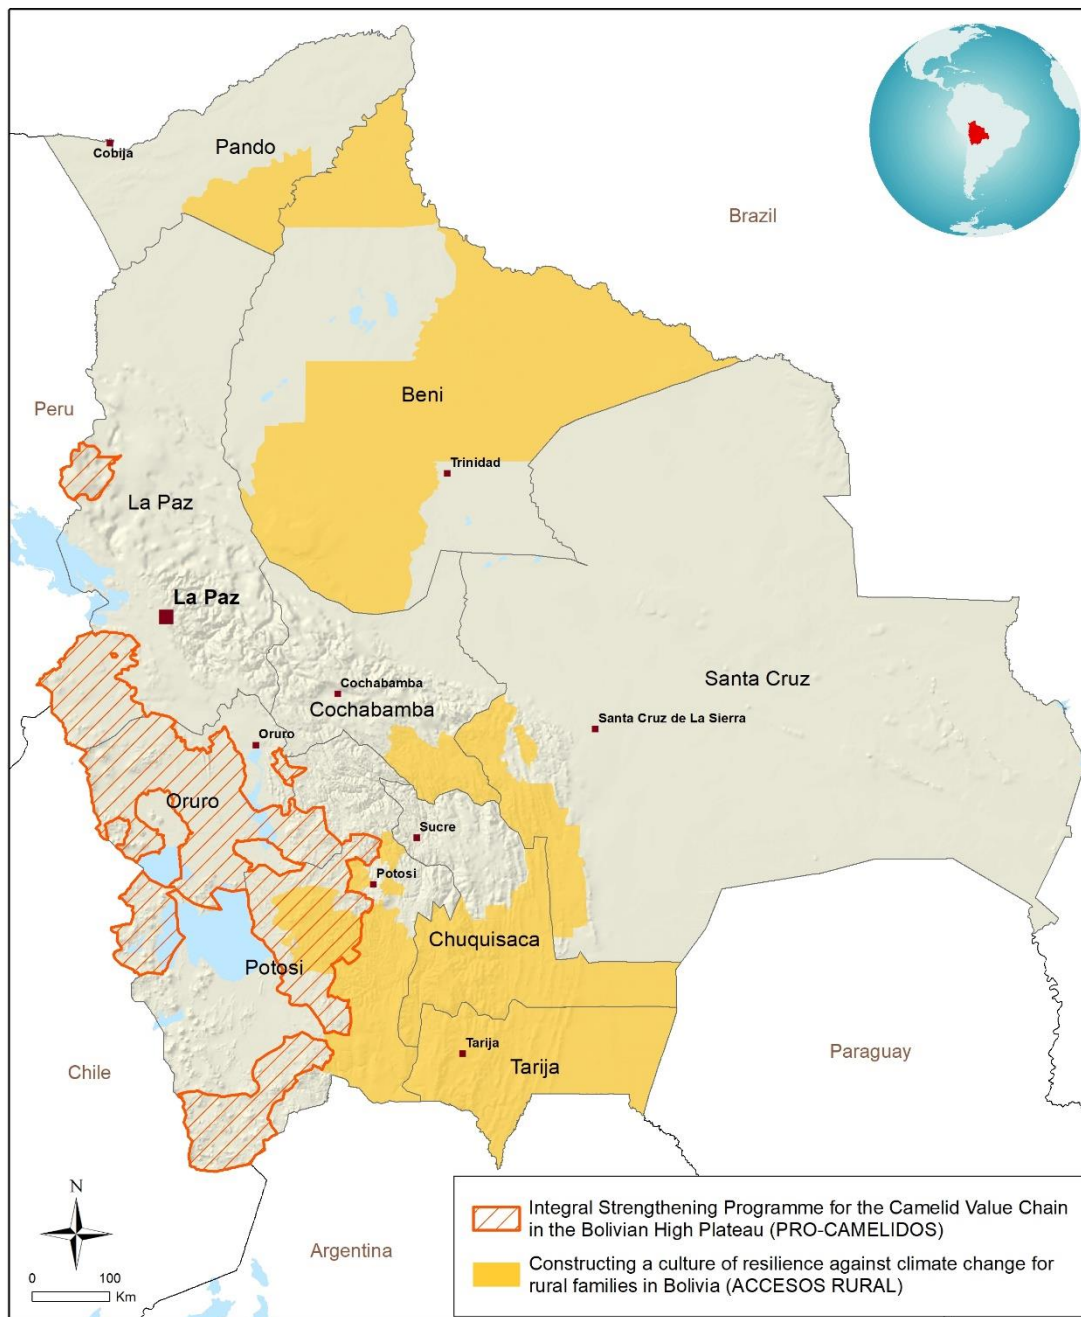 Pando
Cobija
Brazil
Beni
Peru
Trinidad
La Paz
La Paz
Santa Cruz
Cochabamba
Cochabamba
Santa Cruz de La Sierra
Oruro
Oruro
Sucre
Potosi
Chuquisaca
Potosi
Tarija
Tarija
Paraguay
Chile
Argentina
N
0 100
Km
Integral Strengthening Programme for the Camelid Value Chain
in the Bolivian High Plateau (PRO-CAMELIDOS)
Constructing a culture of resilience against climate change for
rural families in Bolivia (ACCESOS RURAL)